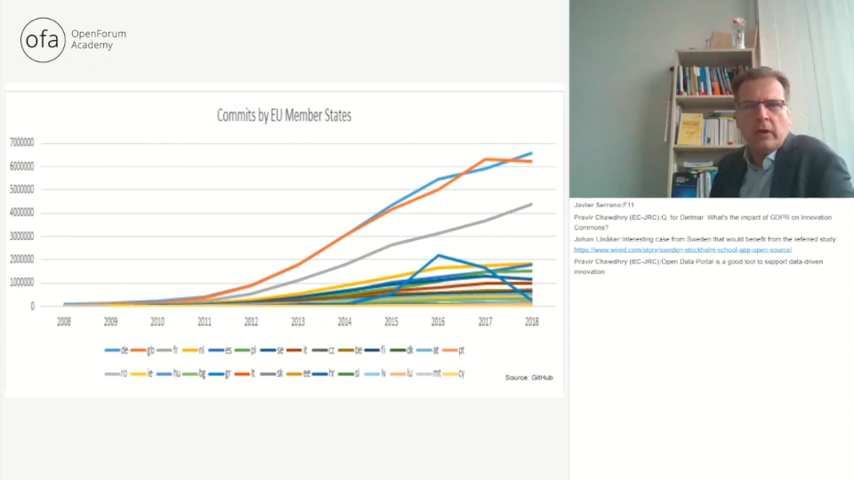 ofa
OpenForum
Academy
Commits by EU Member States
7000000
6000000
5000000
4000000
3000000
2000000
1000000
0
2008 2009 2010 2011 2012 2013 2014 2015 2016 2017 2018
de gb fr nl es pl se it cz be fi dk at pt
ro ie hu bg gr lt sk ee hr si lv lu mt cy
Source: GitHub
Javier Serrano:F11
Pravir Chawdhry (EC-JRC):Q: for Dietmar: What's the impact of GDPR on Innovation
Commons?
Johan Linåker:Interesting case from Sweden that would benefit from the referred study:
https://www.wired.com/story/sweden-stockholm-school-app-open-source/
Pravir Chawdhry (EC-JRC):Open Data Portal is a good tool to support data-driven
innovation